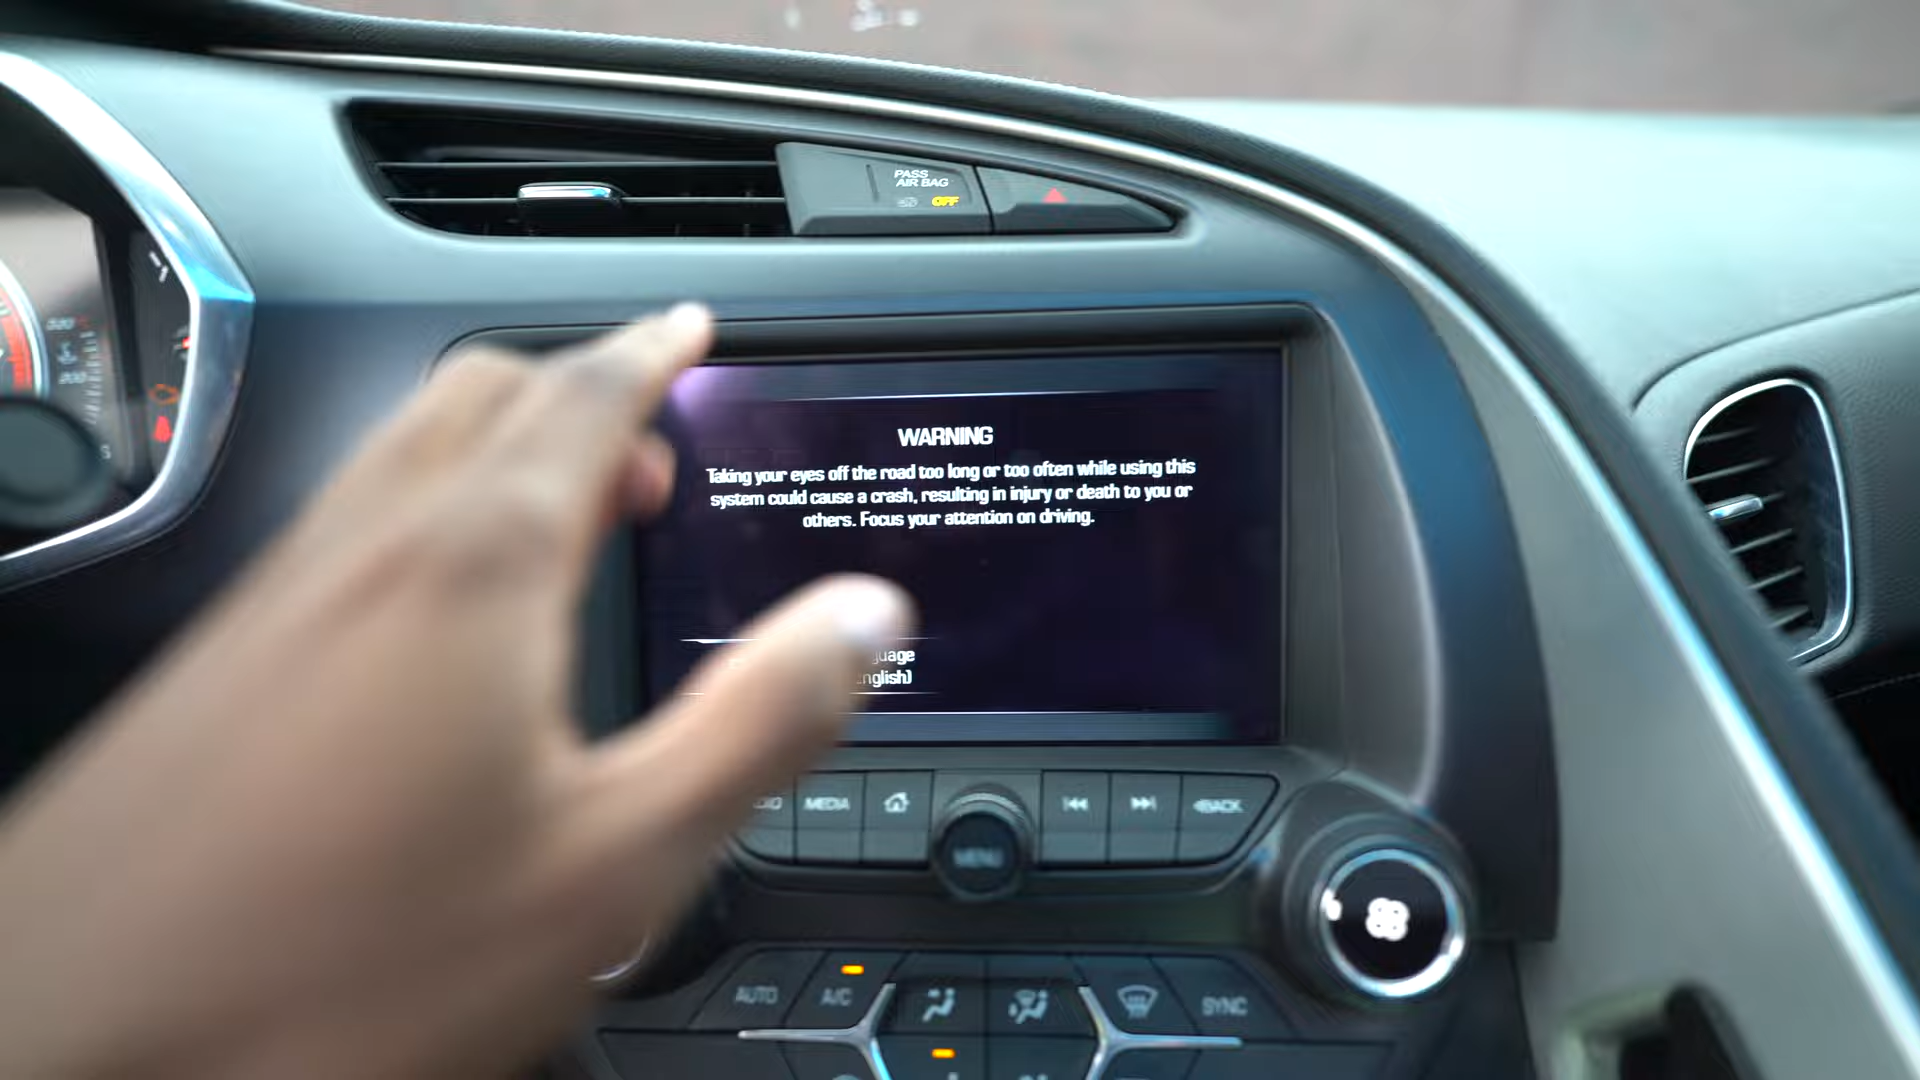 PASS
AIR BAG
OFF
220
200
WARNING
Taking your eyes off the road too long or too often while using this
system could cause a crash, resulting in injury or death to you or
others. Focus your attention on driving.
MEDIA
BACK
MENU
AUTO
A/C
SYNC